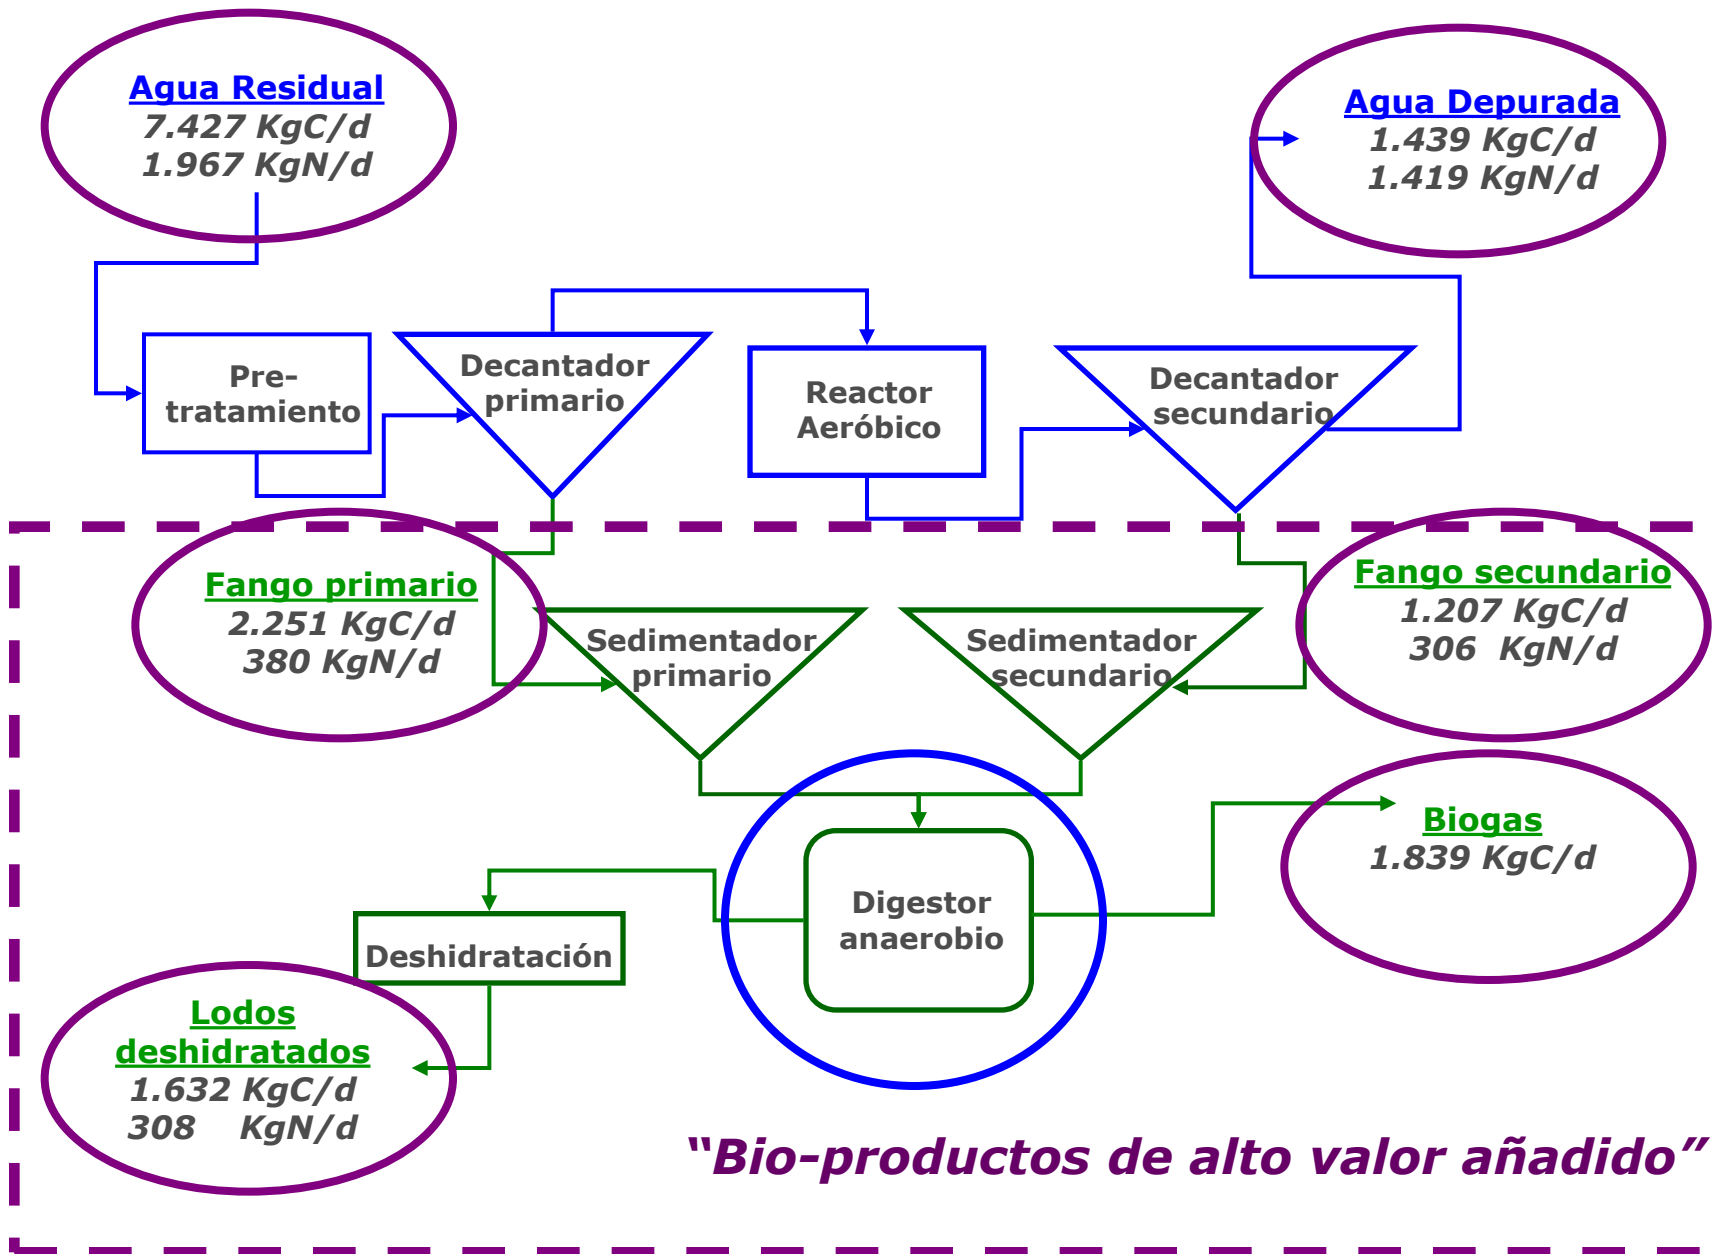 Agua Residual
7.427 KgC/d
1.967 KgN/d
Agua Depurada
1.439 KgC/d
1.419 KgN/d
Pre-
tratamiento
Decantador
primario
Reactor
Aeróbico
Decantador
secundario
Fango primario
2.251 KgC/d
380 KgN/d
Sedimentador
primario
Sedimentador
secundario
Fango secundario
1.207 KgC/d
306 KgN/d
Biogas
1.839 KgC/d
Digestor
anaerobio
Deshidratación
Lodos
deshidratados
1.632 KgC/d
308 KgN/d
“Bio-productos de alto valor añadido”